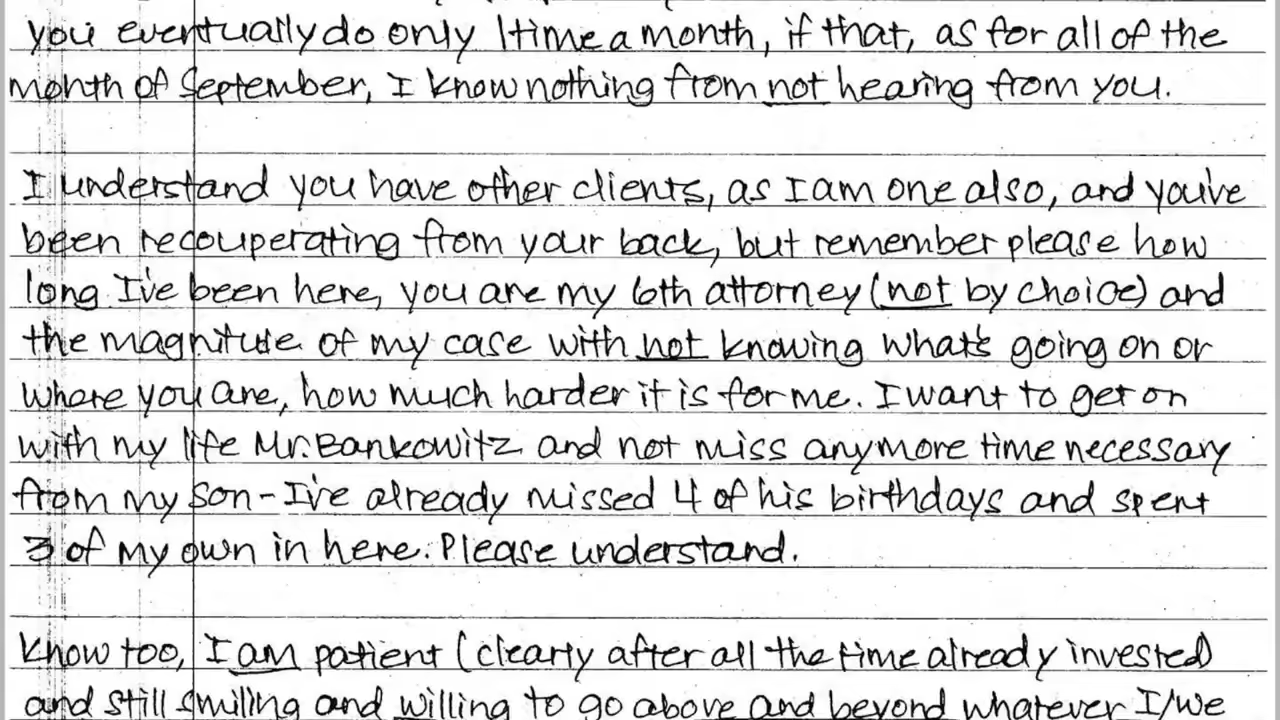 you eventually do only 1 time a month, if that, as for all of the
month of September, I know nothing from not hearing from you.
I understand you have other clients, as I am one also, and you've
been recouperating from your back, but remember please how
long I've been here, you are my 6th attorney (not by choice) and
the magnitude of my case with not knowing what's going on or
where you are, how much harder it is for me. I want to get on
with my life Mr. Bankowitz and not miss anymore time necessary
from my son - I've already missed 4 of his birthdays and spent
3 of my own in here. Please understand.
Know too, I am patient (clearly after all the time already invested)
and still smiling and willing to go above and beyond whatever I/we